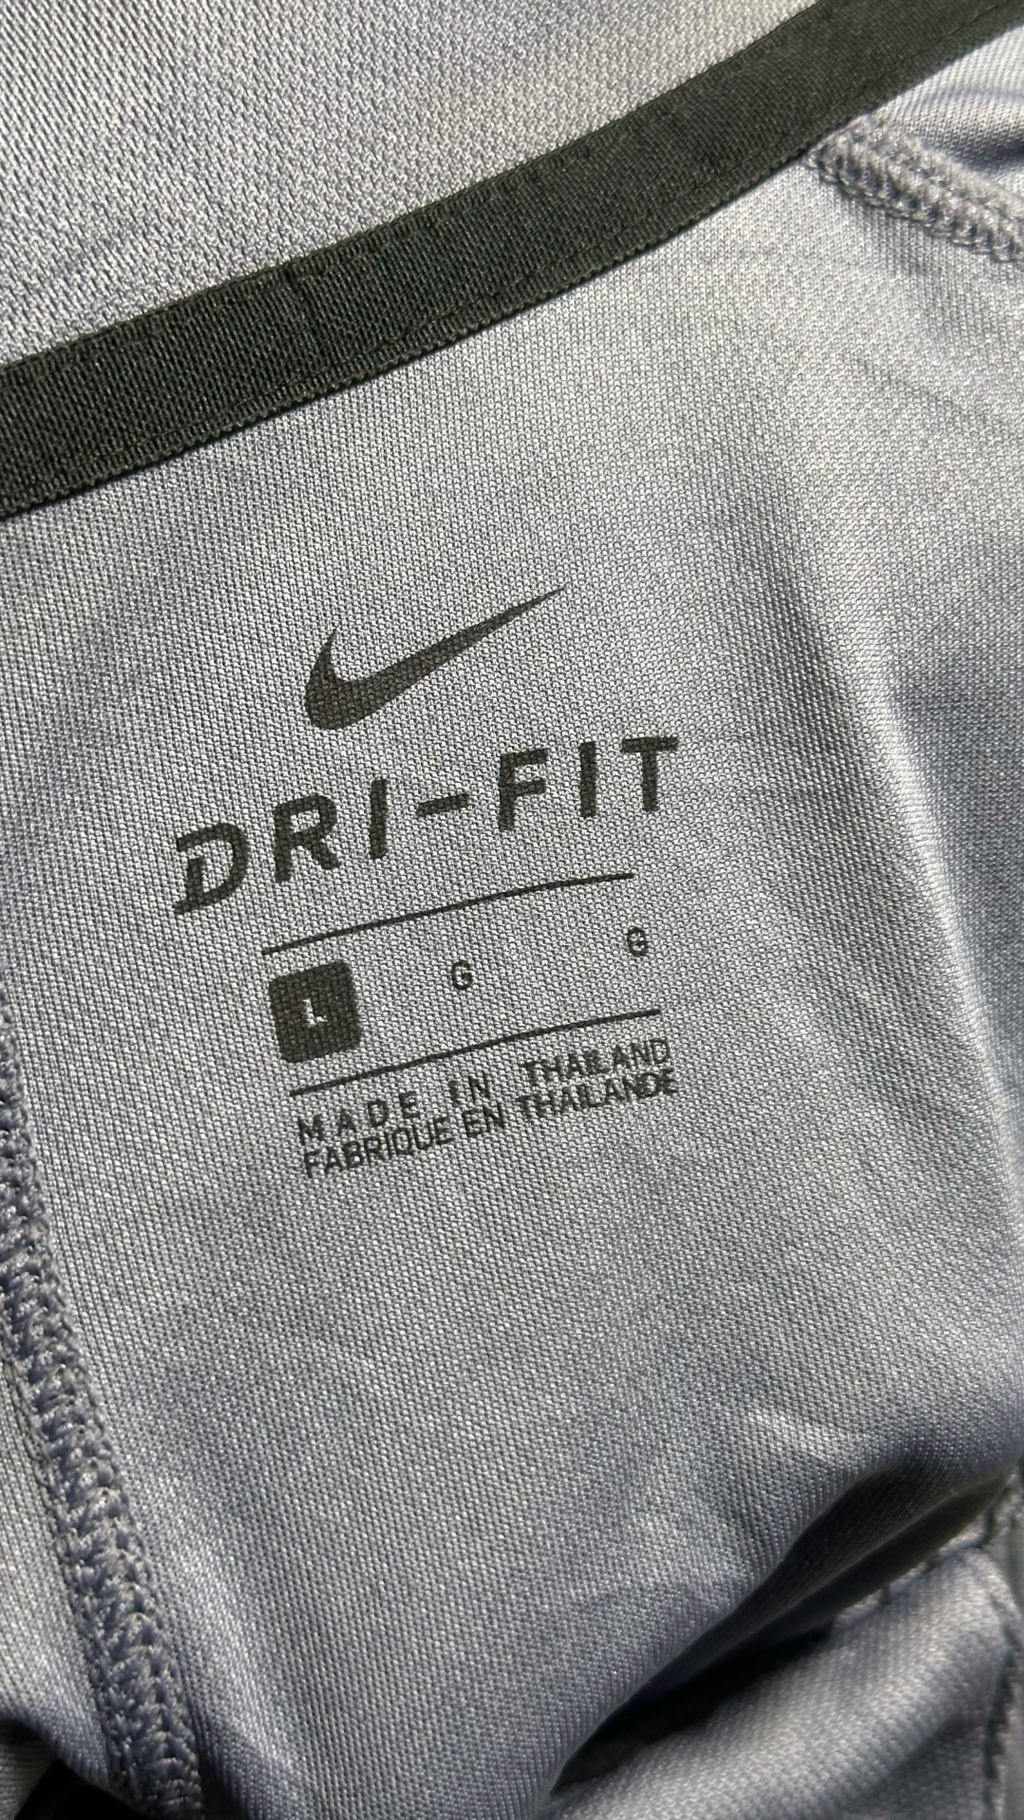 DRI-FIT
L G G
MADE IN THAILAND
FABRIQUE EN THAILANDE